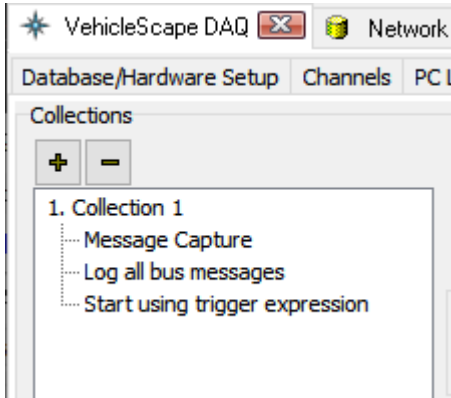 VehicleScape DAQ Network
Database/Hardware Setup Channels PC
Collections
1. Collection 1
Message Capture
Log all bus messages
Start using trigger expression